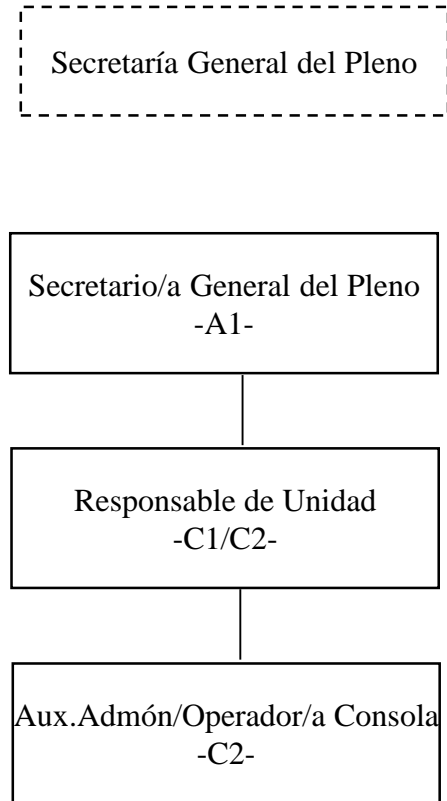 Secretaría General del Pleno
Secretario/a General del Pleno
-A1-
Responsable de Unidad
-C1/C2-
Aux.Admón/Operador/a Consola
-C2-